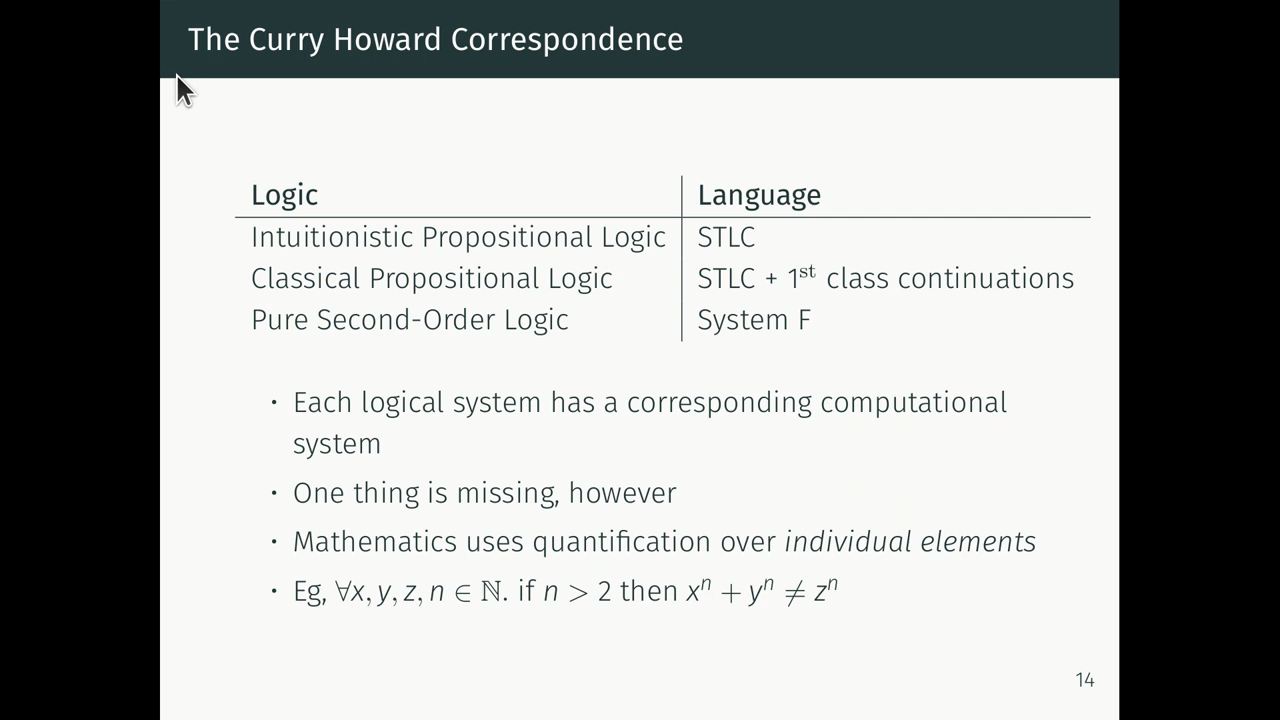 The Curry Howard Correspondence
Logic | Language
Intuitionistic Propositional Logic | STLC
Classical Propositional Logic | STLC + 1st class continuations
Pure Second-Order Logic | System F
• Each logical system has a corresponding computational
system
• One thing is missing, however
• Mathematics uses quantification over individual elements
• Eg, ∀x, y, z, n ∈ ℕ. if n > 2 then xⁿ + yⁿ ≠ zⁿ
14